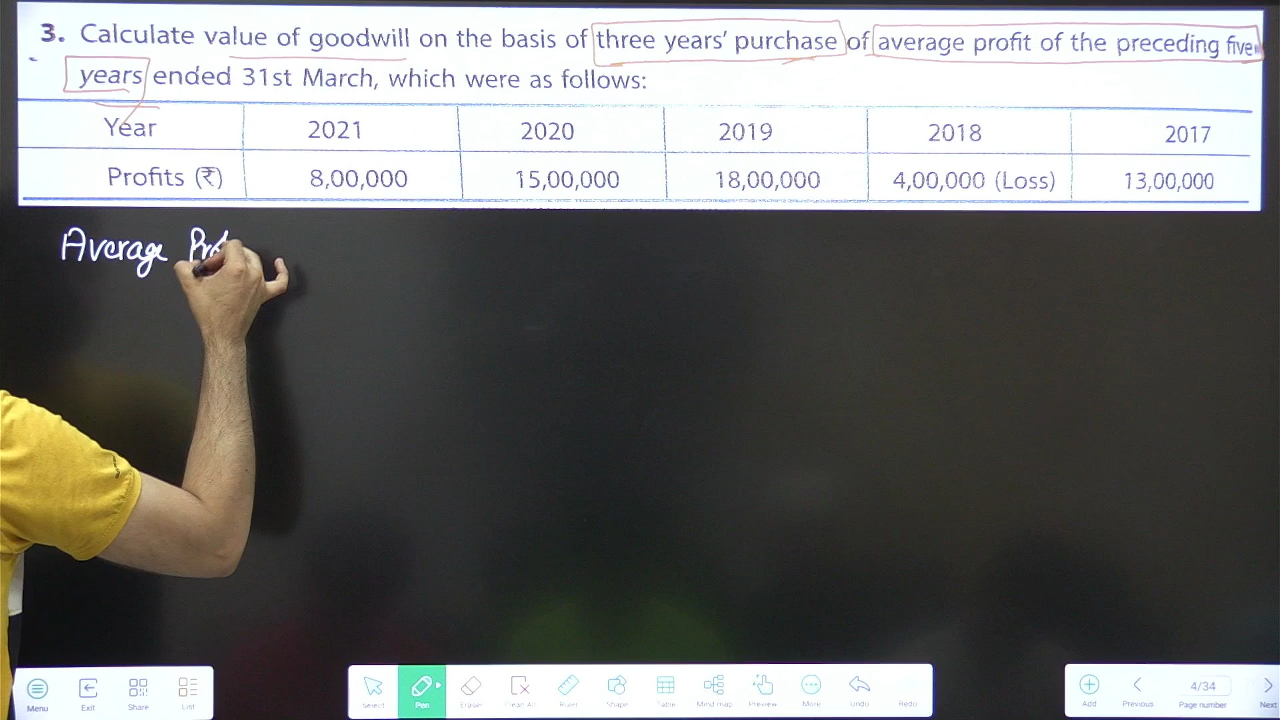 3. Calculate value of goodwill on the basis of three years' purchase of average profit of the preceding five
years ended 31st March, which were as follows:
Year 2021 2020 2019 2018 2017
Profits (₹) 8,00,000 15,00,000 18,00,000 4,00,000 (Loss) 13,00,000
Average
Menu Exit Share List Select Pen Eraser Clean All Ruler Shape Table Mind map Preview More Undo Redo Add Previous 4/34 Page number Next